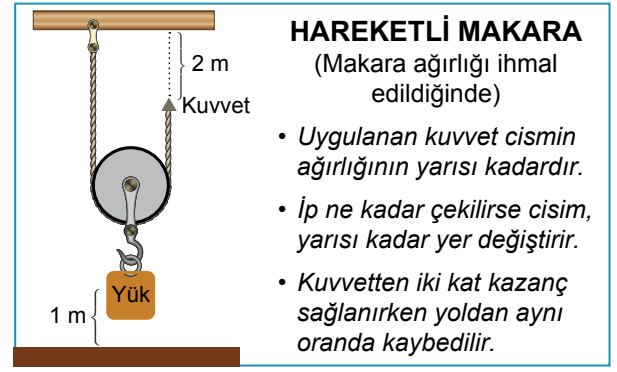 HAREKETLİ MAKARA
(Makara ağırlığı ihmal
edildiğinde)
• Uygulanan kuvvet cismin
ağırlığının yarısı kadardır.
• İp ne kadar çekilirse cisim,
yarısı kadar yer değiştirir.
• Kuvvetten iki kat kazanç
sağlanırken yoldan aynı
oranda kaybedilir.
2 m
Kuvvet
Yük
1 m